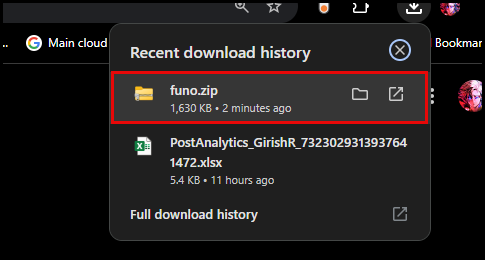 .. Main cloud
Bookmar
Recent download history
funo.zip
1,630 KB • 2 minutes ago
PostAnalytics_GirishR_732302931393764
1472.xlsx
5.4 KB • 11 hours ago
Full download history